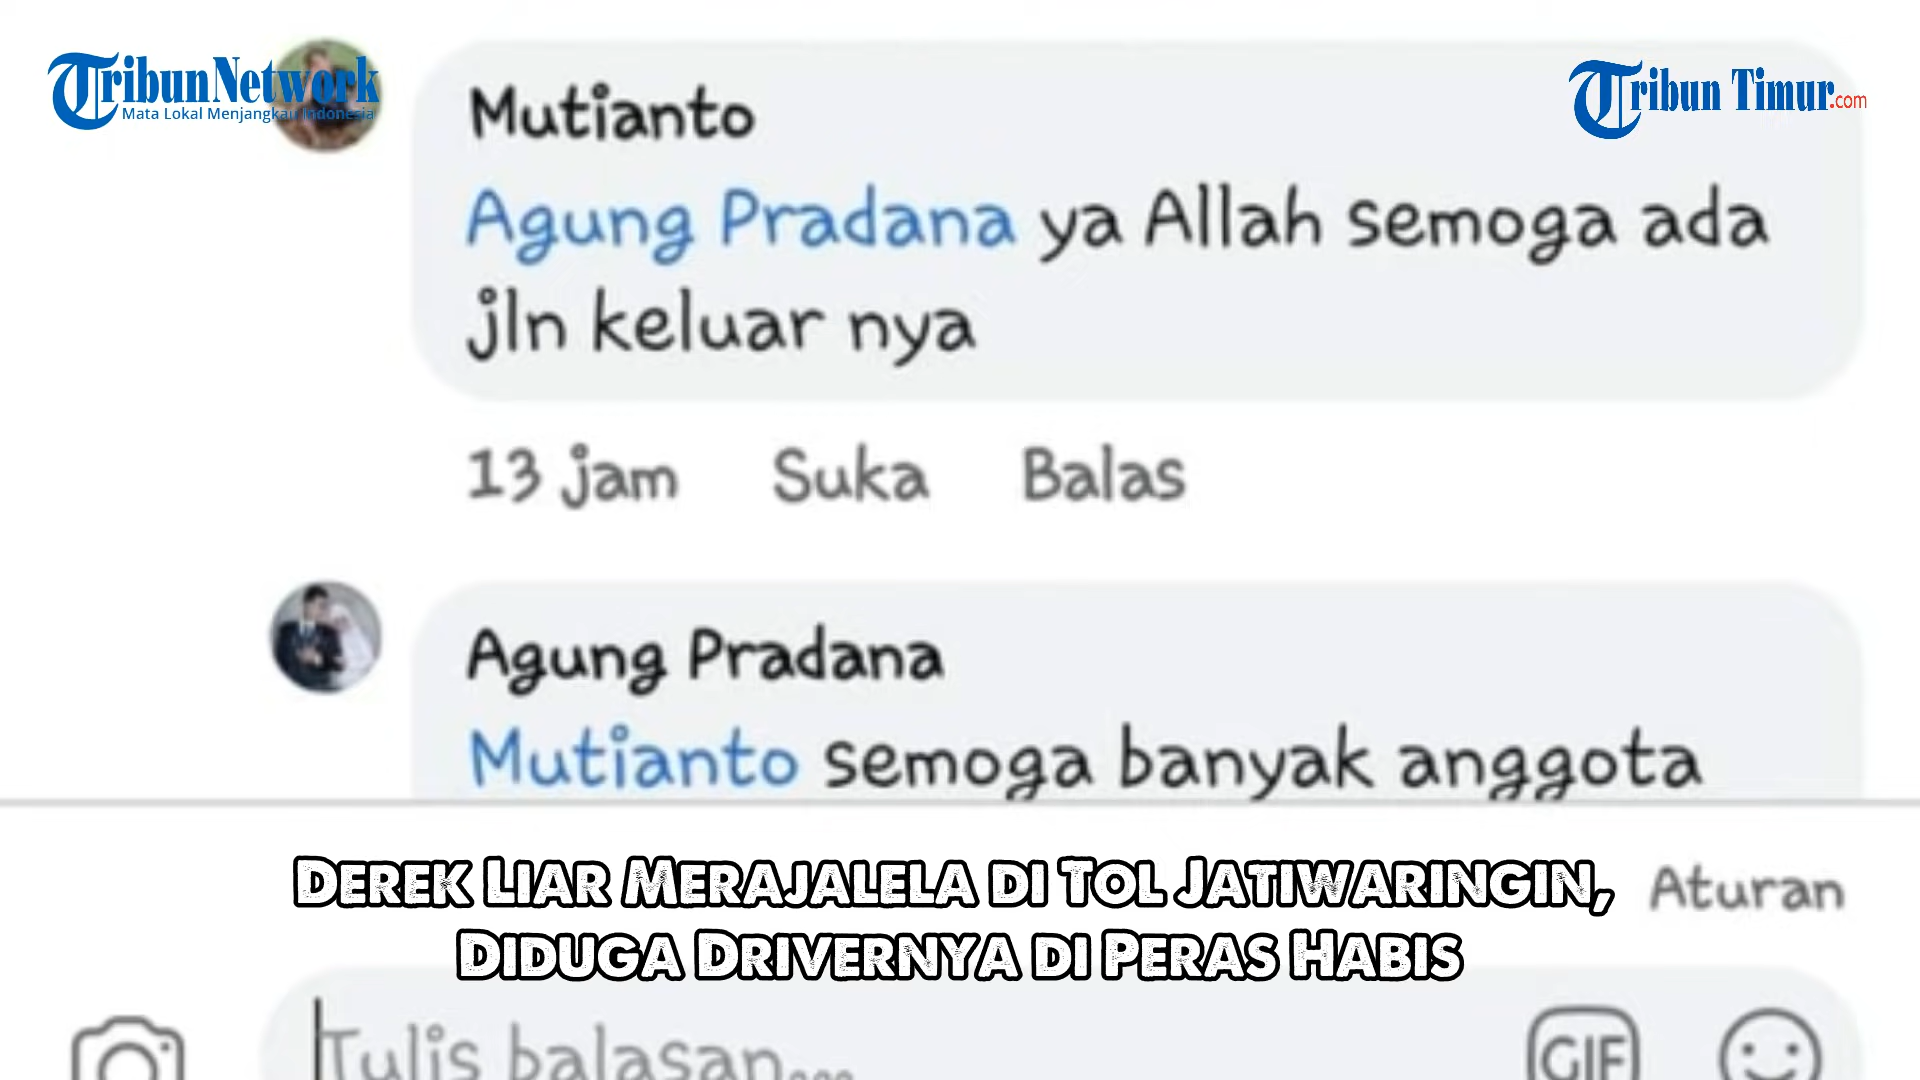 TribunNetwork
Mata Lokal Menjangkau Indonesia
Tribun Timur.com
Mutianto
Agung Pradana ya Allah semoga ada
jln keluar nya
13 jam Suka Balas
Agung Pradana
Mutianto semoga banyak anggota
DEREK LIAR MERAJALELA DI TOL JATIWARINGIN,
DIDUGA DRIVERNYA DI PERAS HABIS
Aturan
Tulis balasan...
GIF